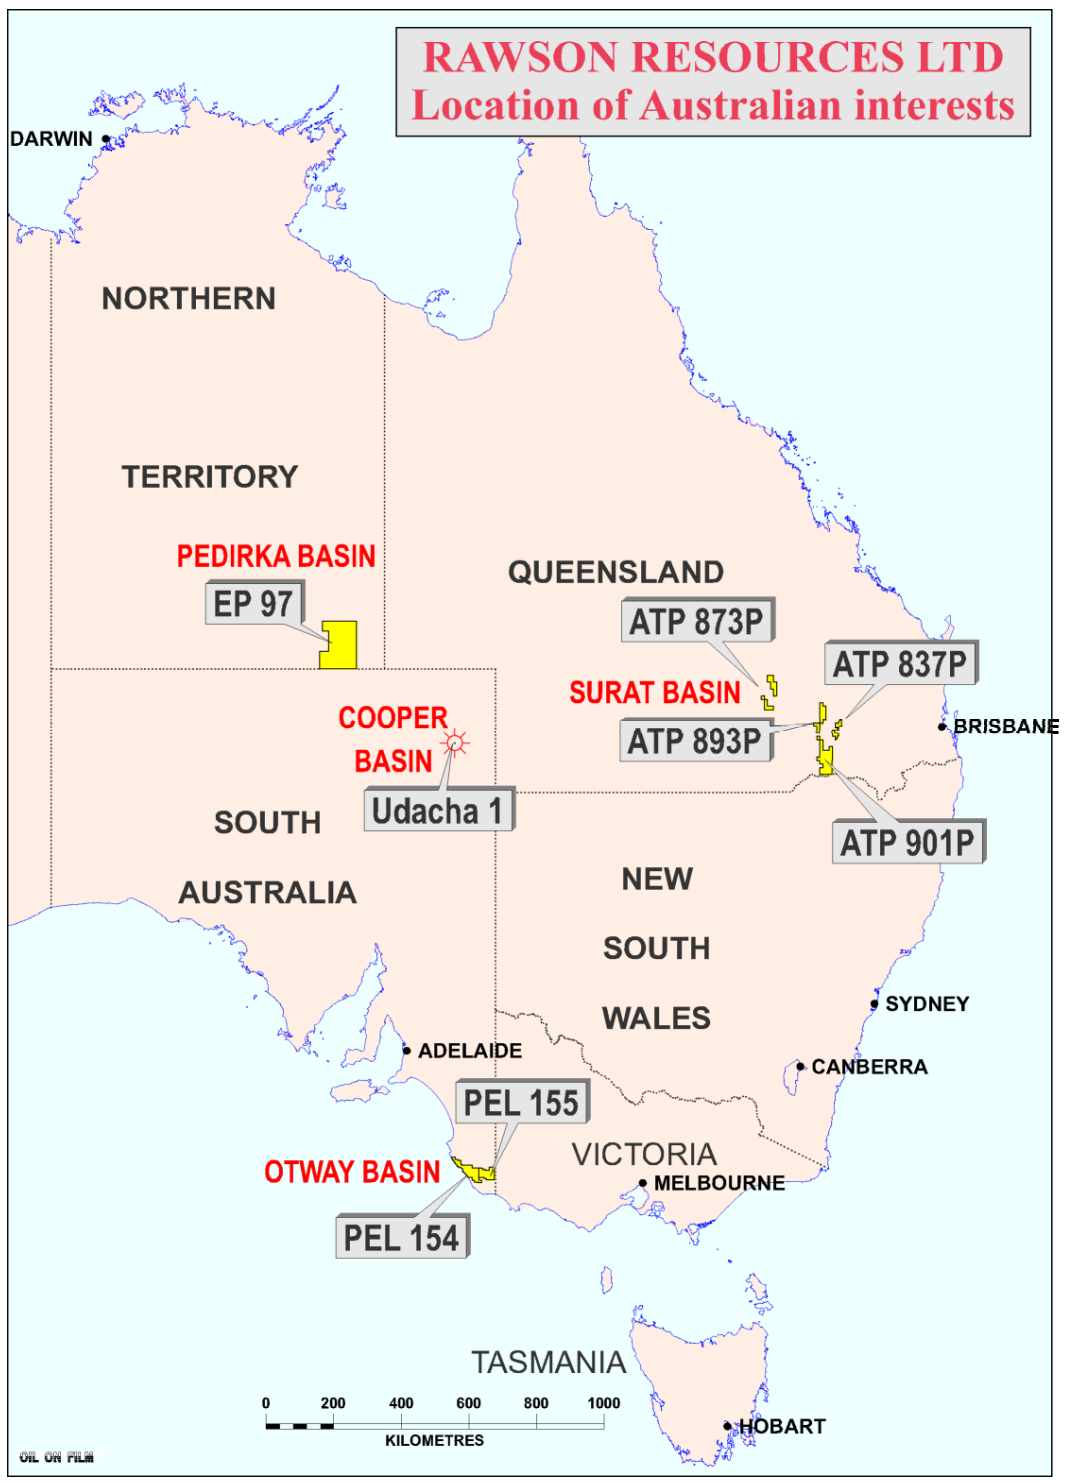 RAWSON RESOURCES LTD
Location of Australian interests
DARWIN
NORTHERN
TERRITORY
PEDIRKA BASIN
EP 97
QUEENSLAND
ATP 873P
ATP 837P
SURAT BASIN
ATP 893P
BRISBANE
COOPER
BASIN
Udacha 1
SOUTH
AUSTRALIA
ATP 901P
NEW
SOUTH
WALES
SYDNEY
ADELAIDE
CANBERRA
PEL 155
VICTORIA
OTWAY BASIN
MELBOURNE
PEL 154
TASMANIA
0 200 400 600 800 1000
KILOMETRES
HOBART
OIL ON FILM